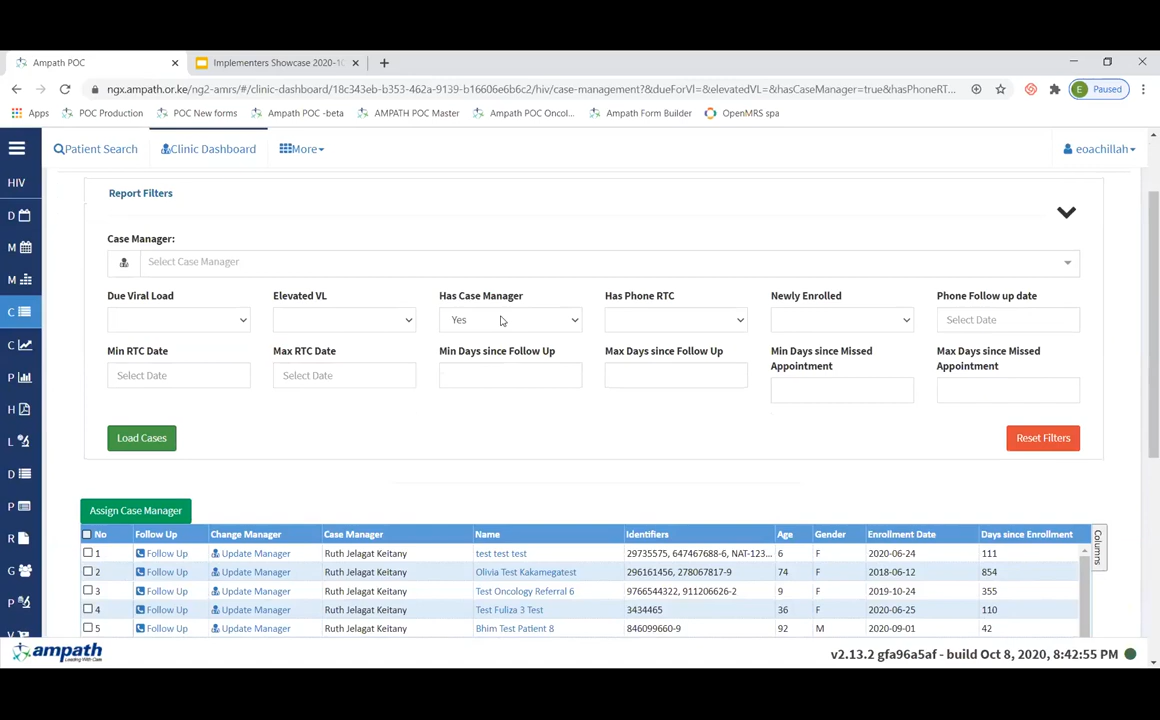 Ampath POC
Implementers Showcase 2020-10
ngx.ampath.or.ke/ng2-amrs/#/clinic-dashboard/18c343eb-b353-462a-9139-b16606e6b6c2/hiv/case-management?&dueForVl=&elevatedVL=&hasCaseManager=true&hasPhoneRT...
E Paused
Apps POC Production POC New forms Ampath POC -beta AMPATH POC Master Ampath POC Oncol... Ampath Form Builder OpenMRS spa
Patient Search Clinic Dashboard More eoachillah
HIV
D
M
M
C
C
P
H
L
D
P
R
G
P
V
Report Filters
Case Manager:
Select Case Manager
Due Viral Load Elevated VL Has Case Manager Has Phone RTC Newly Enrolled Phone Follow up date
Yes Select Date
Min RTC Date Max RTC Date Min Days since Follow Up Max Days since Follow Up Min Days since Missed Appointment Max Days since Missed Appointment
Select Date Select Date
Load Cases Reset Filters
Assign Case Manager
No Follow Up Change Manager Case Manager Name Identifiers Age Gender Enrollment Date Days since Enrollment Columns
1 Follow Up Update Manager Ruth Jelagat Keitany test test test 29735575, 647467688-6, NAT-123... 6 F 2020-06-24 111
2 Follow Up Update Manager Ruth Jelagat Keitany Olivia Test Kakamegatest 296161456, 278067817-9 74 F 2018-06-12 854
3 Follow Up Update Manager Ruth Jelagat Keitany Test Oncology Referral 6 9766544322, 911206626-2 9 F 2019-10-24 355
4 Follow Up Update Manager Ruth Jelagat Keitany Test Fuliza 3 Test 3434465 36 F 2020-06-25 110
5 Follow Up Update Manager Ruth Jelagat Keitany Bhim Test Patient 8 846099660-9 92 M 2020-09-01 42
ampath
Leading With Care
v2.13.2 gfa96a5af - build Oct 8, 2020, 8:42:55 PM